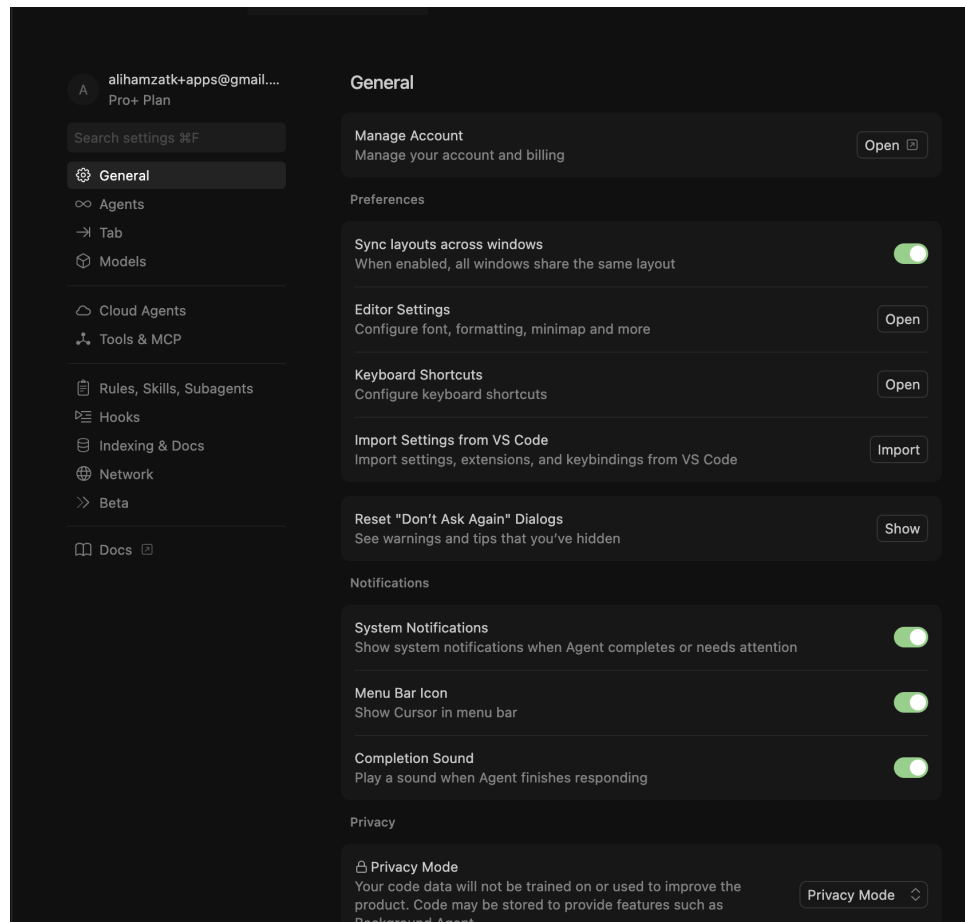 A
alihamzatk+apps@gmail....
Pro+ Plan
Search settings ⌘F
General
Agents
Tab
Models
Cloud Agents
Tools & MCP
Rules, Skills, Subagents
Hooks
Indexing & Docs
Network
Beta
Docs
General
Manage Account
Manage your account and billing
Open
Preferences
Sync layouts across windows
When enabled, all windows share the same layout
Editor Settings
Configure font, formatting, minimap and more
Open
Keyboard Shortcuts
Configure keyboard shortcuts
Open
Import Settings from VS Code
Import settings, extensions, and keybindings from VS Code
Import
Reset "Don't Ask Again" Dialogs
See warnings and tips that you've hidden
Show
Notifications
System Notifications
Show system notifications when Agent completes or needs attention
Menu Bar Icon
Show Cursor in menu bar
Completion Sound
Play a sound when Agent finishes responding
Privacy
Privacy Mode
Your code data will not be trained on or used to improve the
product. Code may be stored to provide features such as
Background Agent
Privacy Mode